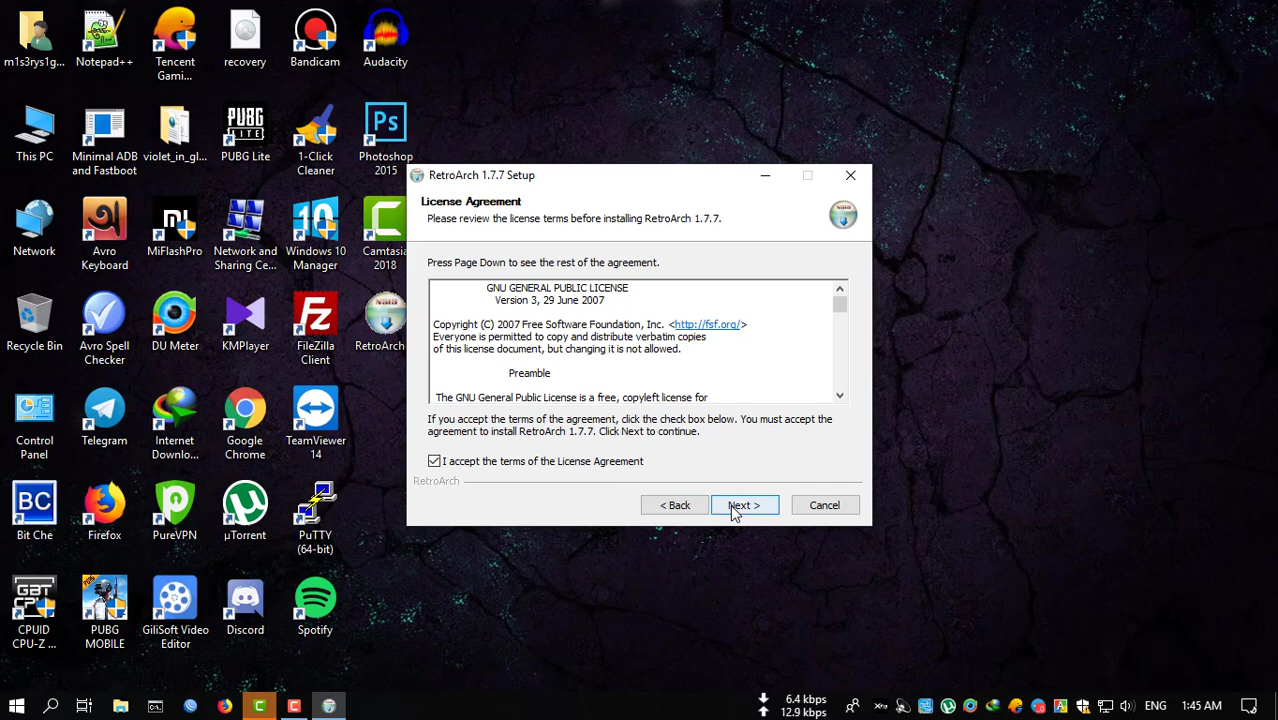 m1s3rys1g...
Notepad++
Tencent
Gami...
recovery
Bandicam
Audacity
This PC
Minimal ADB
and Fastboot
violet_in_gl...
PUBG
LITE
PUBG Lite
1-Click
Cleaner
Ps
Photoshop
2015
Network
Avro
Keyboard
MiFlashPro
Network and
Sharing Ce...
10
Windows 10
Manager
Camtasia
2018
Recycle Bin
Avro Spell
Checker
DU Meter
KMPlayer
FileZilla
Client
NSIS
RetroArch-
Control
Panel
Telegram
Internet
Downlo...
Google
Chrome
TeamViewer
14
BC
Bit Che
Firefox
PureVPN
µTorrent
PuTTY
(64-bit)
CPU
CPUID
CPU-Z ...
PUBG
PUBG
MOBILE
GiliSoft Video
Editor
Discord
Spotify
RetroArch 1.7.7 Setup
License Agreement
Please review the license terms before installing RetroArch 1.7.7.
Press Page Down to see the rest of the agreement.
GNU GENERAL PUBLIC LICENSE
Version 3, 29 June 2007
Copyright (C) 2007 Free Software Foundation, Inc. <http://fsf.org/>
Everyone is permitted to copy and distribute verbatim copies
of this license document, but changing it is not allowed.
Preamble
The GNU General Public License is a free, copyleft license for
If you accept the terms of the agreement, click the check box below. You must accept the
agreement to install RetroArch 1.7.7. Click Next to continue.
I accept the terms of the License Agreement
RetroArch
< Back
Next >
Cancel
6.4 kbps
12.9 kbps
ENG
1:45 AM